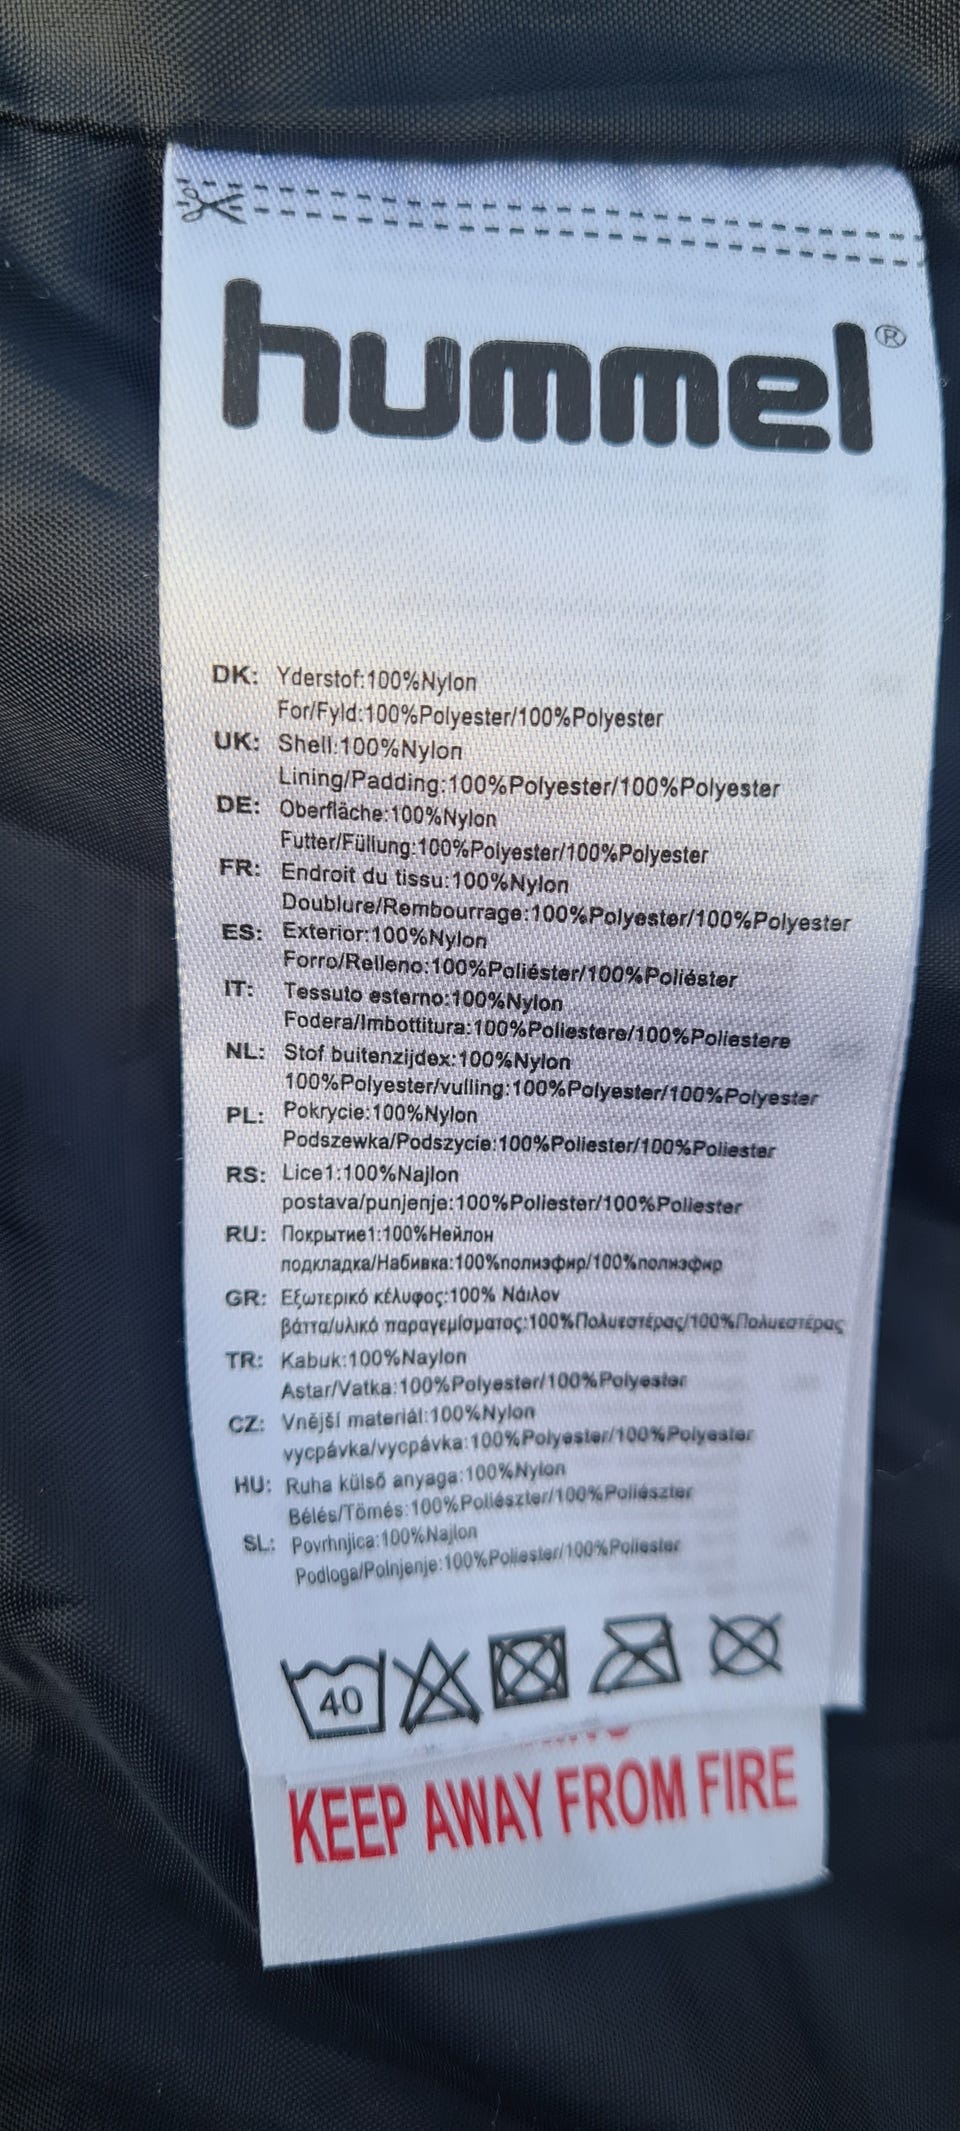 hummel®
DK: Yderstof:100%Nylon
For/Fyld:100%Polyester/100%Polyester
UK: Shell:100%Nylon
Lining/Padding:100%Polyester/100%Polyester
DE: Oberfläche:100%Nylon
Futter/Füllung:100%Polyester/100%Polyester
FR: Endroit du tissu:100%Nylon
Doublure/Rembourrage:100%Polyester/100%Polyester
ES: Exterior:100%Nylon
Forro/Relleno:100%Poliéster/100%Poliéster
IT: Tessuto esterno:100%Nylon
Fodera/Imbottitura:100%Poliestere/100%Poliestere
NL: Stof buitenzijdex:100%Nylon
100%Polyester/vulling:100%Polyester/100%Polyester
PL: Pokrycie:100%Nylon
Podszewka/Podszycie:100%Poliester/100%Poliester
RS: Lice1:100%Najlon
postava/punjenje:100%Poliester/100%Poliester
RU: Покрытие1:100%Нейлон
подкладка/Набивка:100%полиэфир/100%полиэфир
GR: Εξωτερικό κέλυφος:100% Νάιλον
βάττα/υλικό παραγεμίσματος:100%Πολυεστέρας/100%Πολυεστέρας
TR: Kabuk:100%Naylon
Astar/Vatka:100%Polyester/100%Polyester
CZ: Vnější materiál:100%Nylon
vycpávka/vycpávka:100%Polyester/100%Polyester
HU: Ruha külső anyaga:100%Nylon
Bélés/Tömés:100%Poliészter/100%Poliészter
SL: Povrhnjica:100%Najlon
Podloga/Polnjenje:100%Poliester/100%Poliester
40
KEEP AWAY FROM FIRE